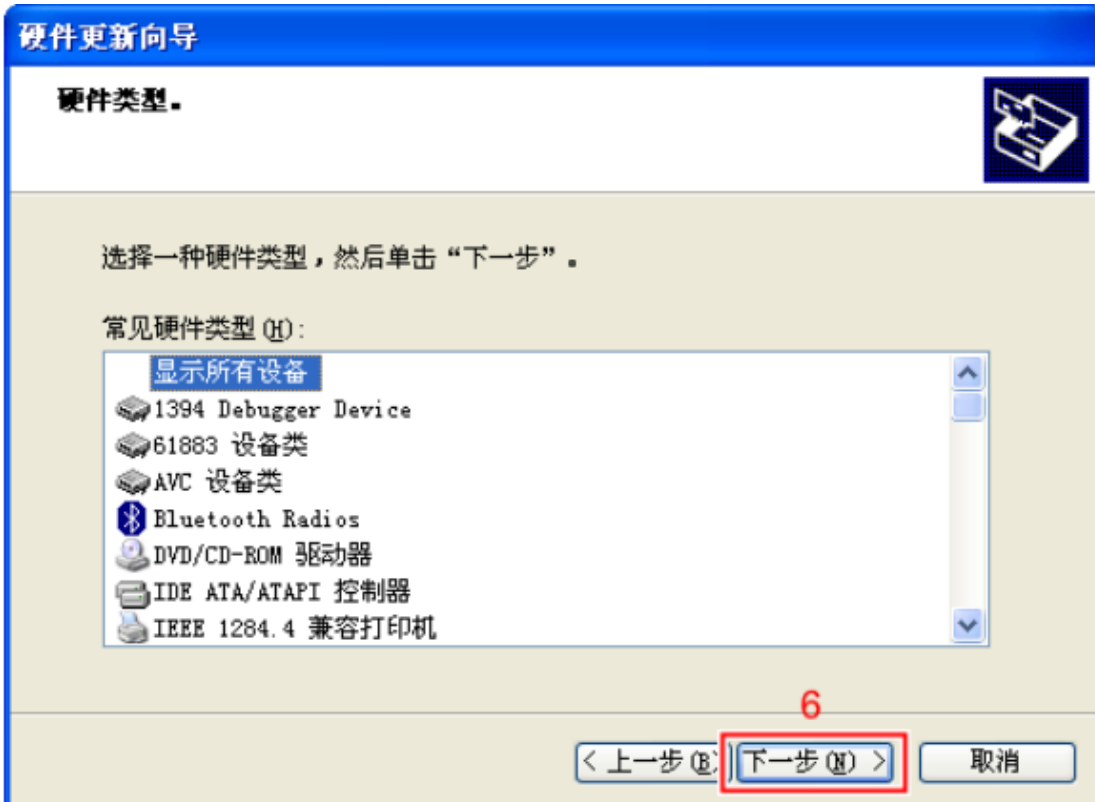 硬件更新向导
硬件类型。
选择一种硬件类型，然后单击“下一步”。
常见硬件类型(H):
显示所有设备
1394 Debugger Device
61883 设备类
AVC 设备类
Bluetooth Radios
DVD/CD-ROM 驱动器
IDE ATA/ATAPI 控制器
IEEE 1284.4 兼容打印机
6
< 上一步(B) 下一步(N) > 取消